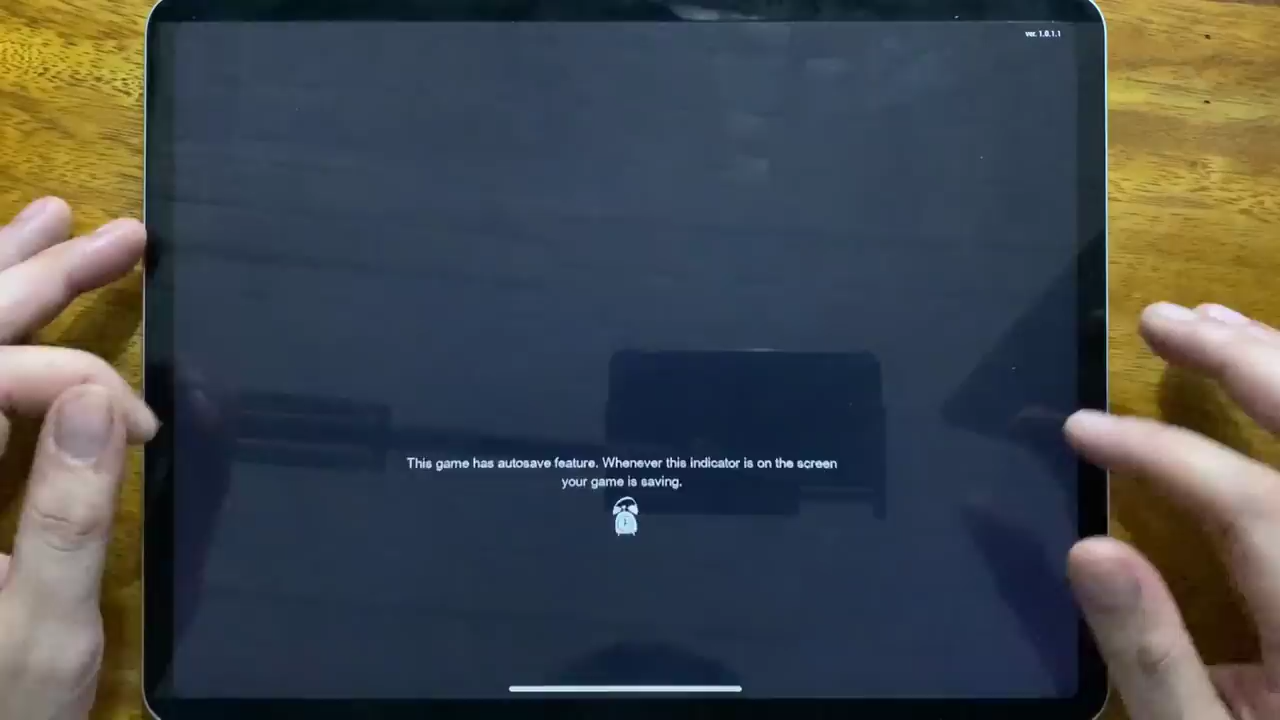 ver. 1.0.1.1
This game has autosave feature. Whenever this indicator is on the screen
your game is saving.